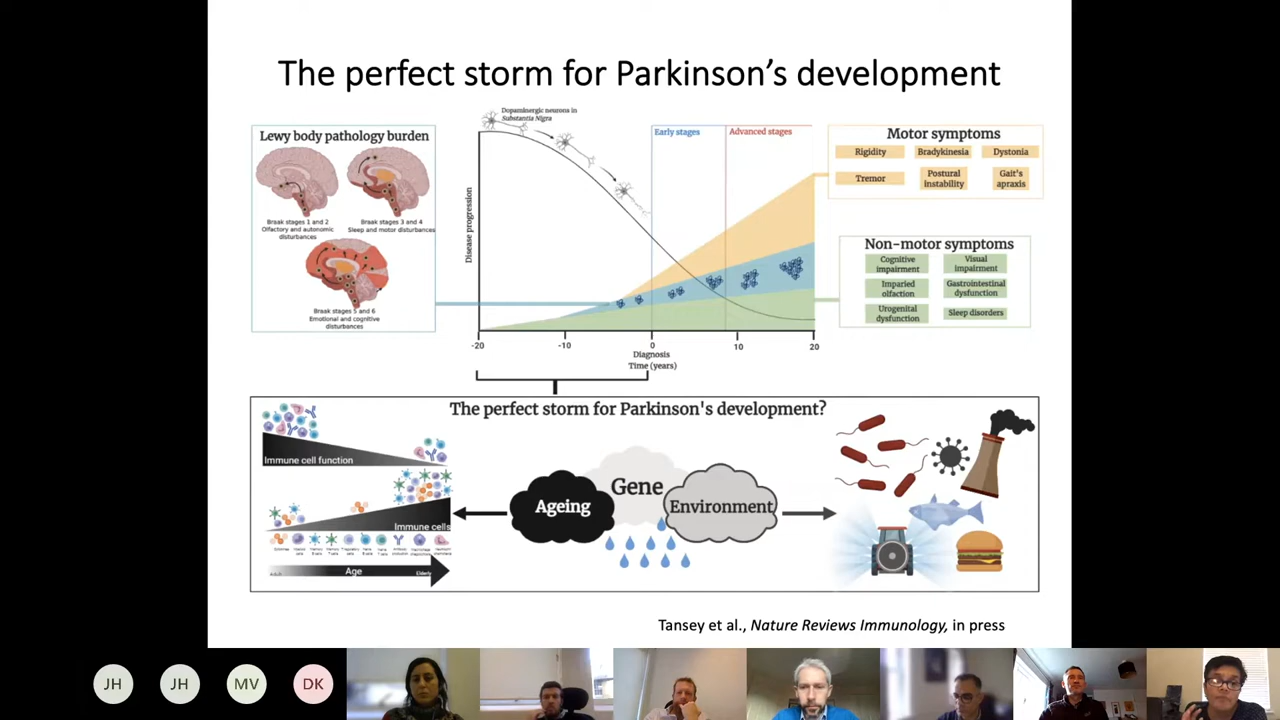 The perfect storm for Parkinson's development
Dopaminergic neurons in
Substantia Nigra
Lewy body pathology burden
Break stages 1 and 2
Olfactory and autonomic
disturbances
Break stages 3 and 4
Sleep and motor disturbances
Break stages 5 and 6
Emotional and cognitive
disturbances
Disease progression
Early stages
Advanced stages
-20
-10
0
10
20
Diagnosis
Time (years)
Motor symptoms
Rigidity
Bradykinesia
Dystonia
Tremor
Postural
instability
Gait's
apraxis
Non-motor symptoms
Cognitive
impairment
Visual
impairment
Imparied
olfaction
Gastrointestinal
dysfunction
Urogenital
dysfunction
Sleep disorders
The perfect storm for Parkinson's development?
Immune cell function
Immune cells
Age
Elderly
Ageing
Gene
Environment
Tansey et al., Nature Reviews Immunology, in press
JH
JH
MV
DK